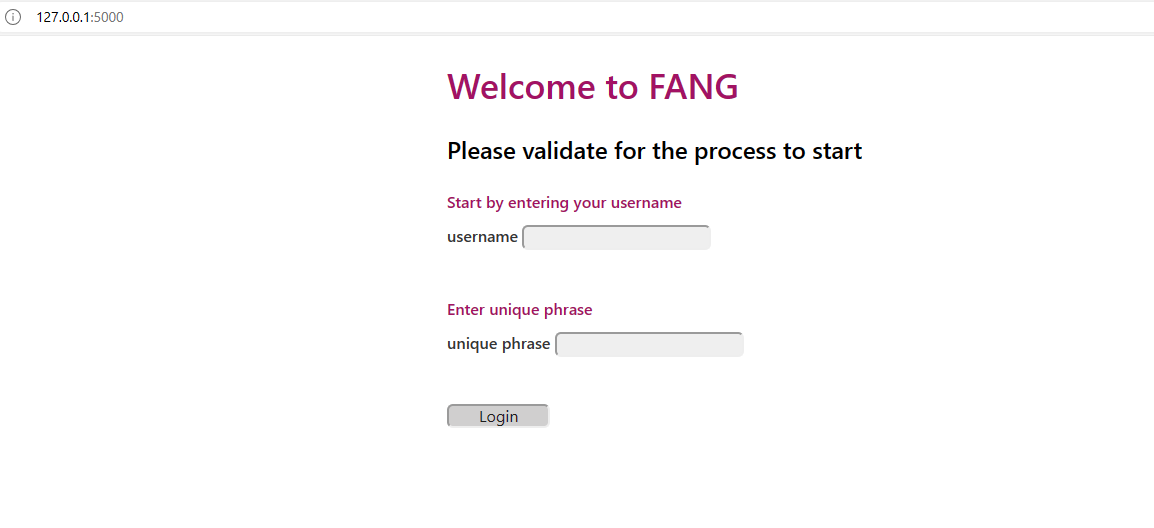 127.0.0.1:5000
Welcome to FANG
Please validate for the process to start
Start by entering your username
username
Enter unique phrase
unique phrase
Login